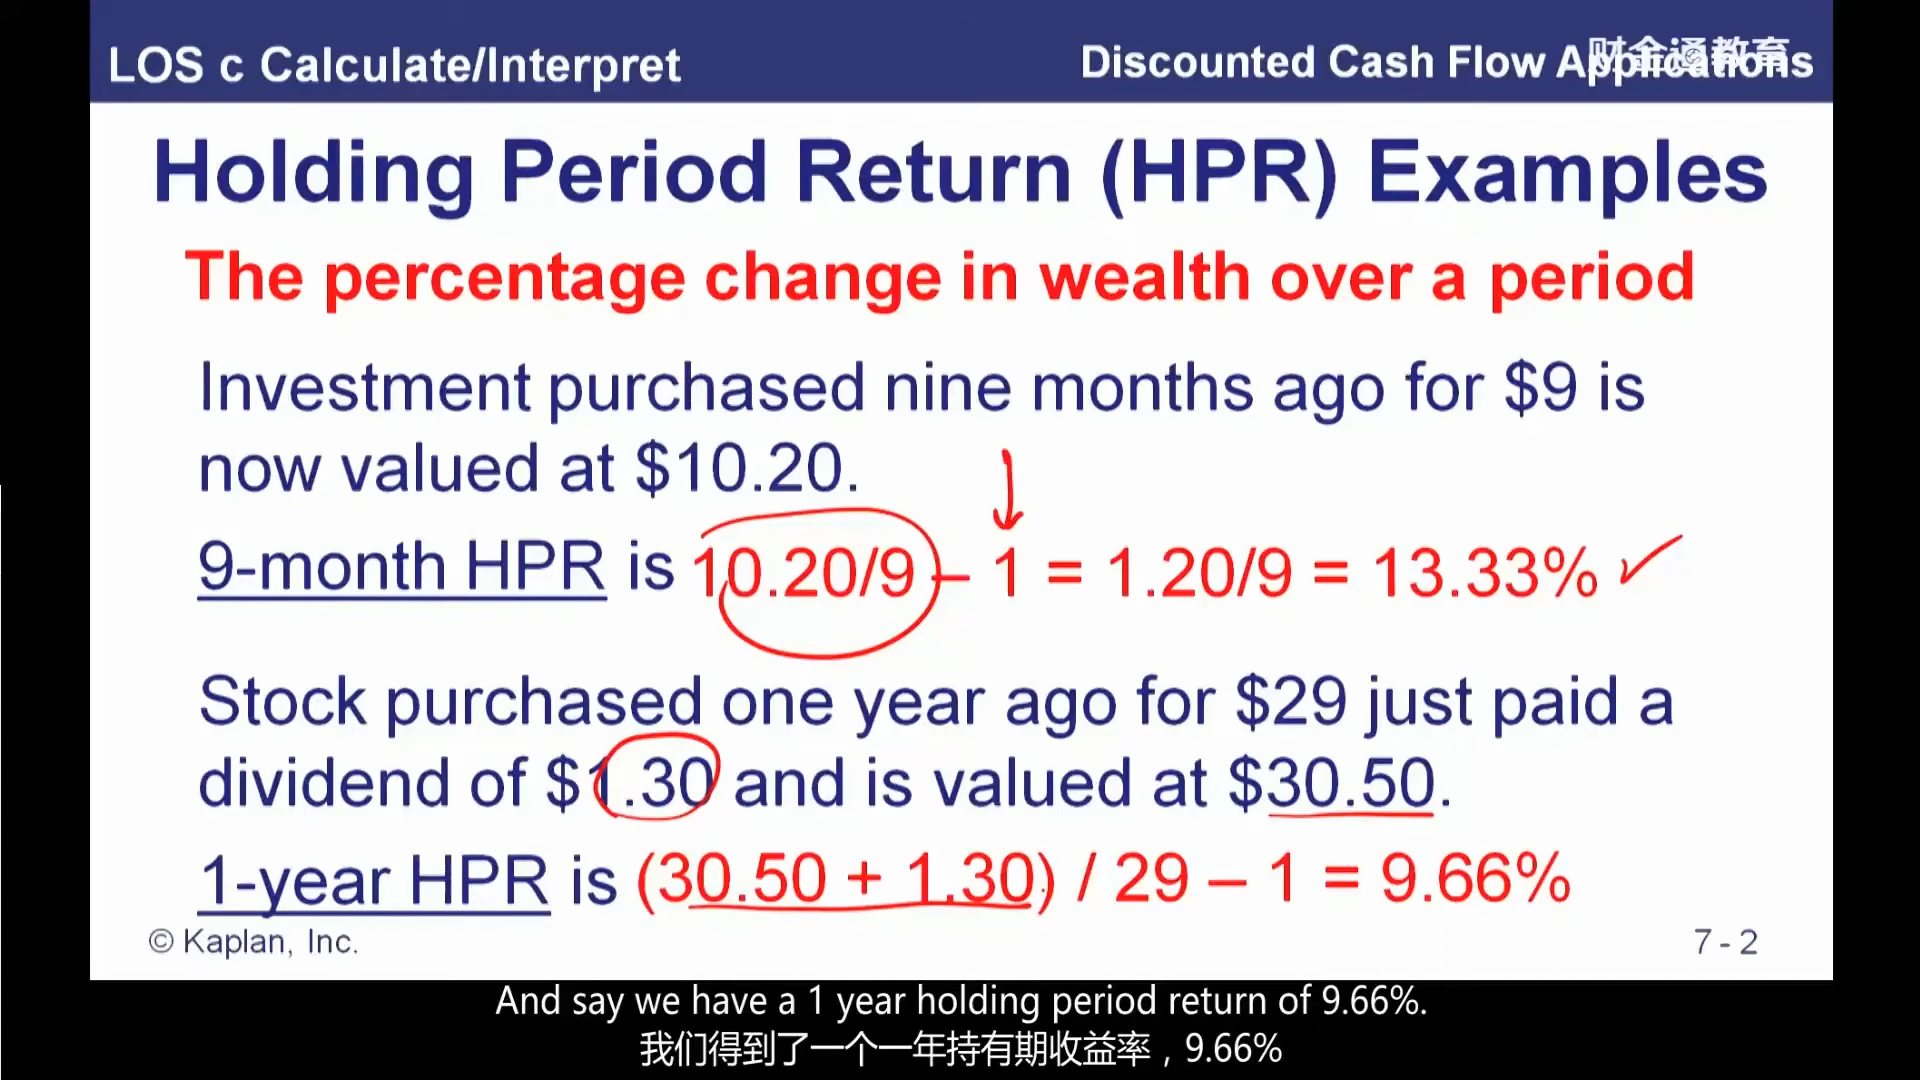 LOS c Calculate/Interpret
Discounted Cash Flow Applications
财金通教育
Holding Period Return (HPR) Examples
The percentage change in wealth over a period
Investment purchased nine months ago for $9 is
now valued at $10.20.
9-month HPR is 10.20/9 – 1 = 1.20/9 = 13.33%
Stock purchased one year ago for $29 just paid a
dividend of $1.30 and is valued at $30.50.
1-year HPR is (30.50 + 1.30) / 29 – 1 = 9.66%
© Kaplan, Inc.
7 - 2
And say we have a 1 year holding period return of 9.66%.
我们得到了一个一年持有期收益率，9.66%